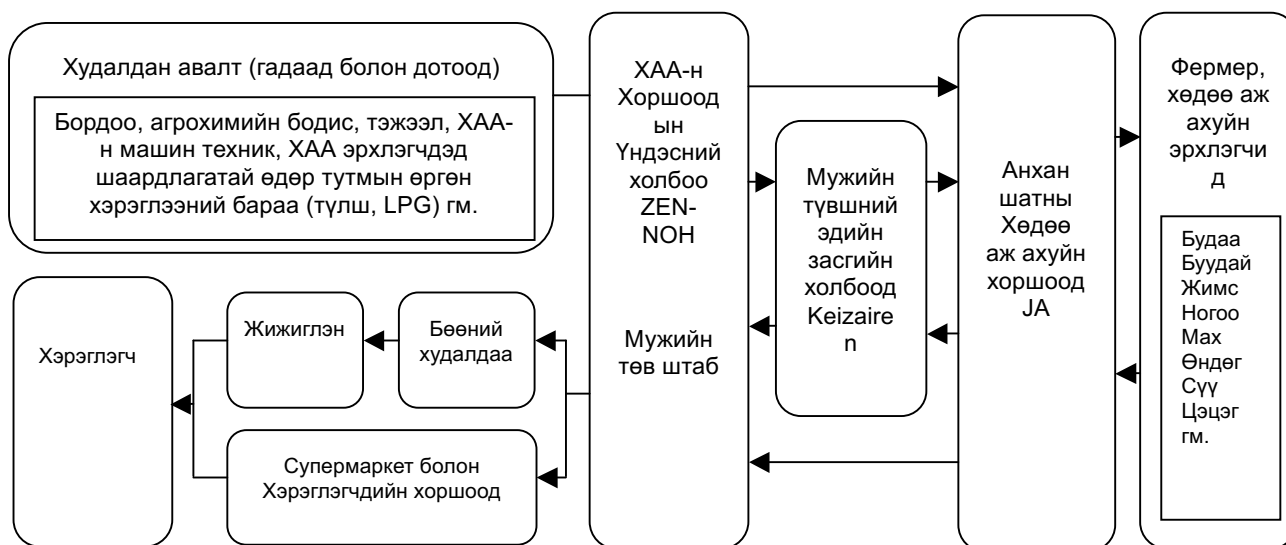 Худалдан авалт (гадаад болон дотоод)
Бордоо, агрохимийн бодис, тэжээл, ХАА-
н машин техник, ХАА эрхлэгчдэд
шаардлагатай өдөр тутмын өргөн
хэрэглээний бараа (түлш, LPG) гм.
ХАА-н
Хоршоод
ын
Үндэсний
холбоо
ZEN-
NOH
Мужийн
төв штаб
Мужийн
түвшний
эдийн
засгийн
холбоод
Keizaire
n
Анхан
шатны
Хөдөө
аж ахуйн
хоршоод
JA
Фермер,
хөдөө аж
ахуйн
эрхлэгчи
д
Будаа
Буудай
Жимс
Ногоо
Мах
Өндөг
Сүү
Цэцэг
гм.
Хэрэглэгч
Жижиглэн
Бөөний
худалдаа
Супермаркет болон
Хэрэглэгчдийн хоршоод